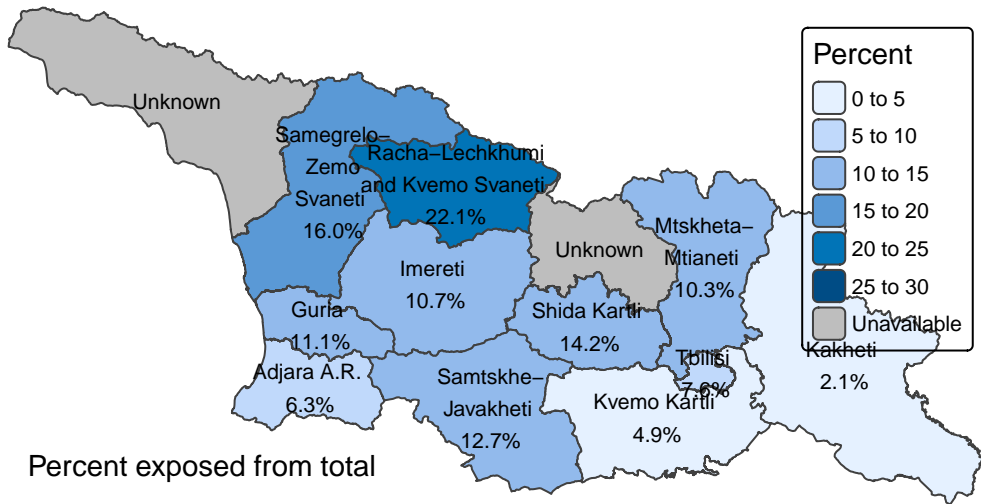 Unknown
Samegrelo–
Zemo
Svaneti
16.0%
Racha–Lechkhumi
and Kvemo Svaneti
22.1%
Unknown
Mtskheta–
Mtianeti
10.3%
Imereti
10.7%
Guria
11.1%
Shida Kartli
14.2%
Adjara A.R.
6.3%
Samtskhe–
Javakheti
12.7%
Tbilisi
7.6%
Kvemo Kartli
4.9%
Kakheti
2.1%
Percent
0 to 5
5 to 10
10 to 15
15 to 20
20 to 25
25 to 30
Unavailable
Percent exposed from total